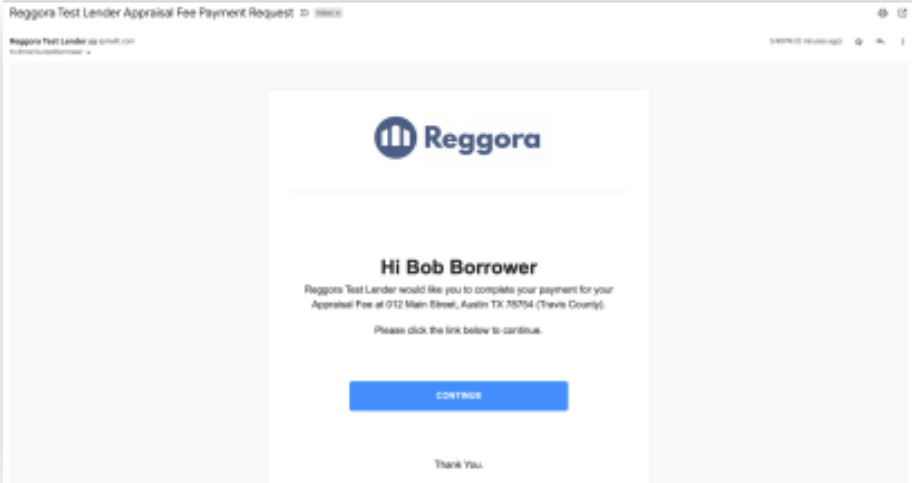 Reggora Test Lender Appraisal Fee Payment Request
Reggora Test Lender
Reggora
Hi Bob Borrower
Reggora Test Lender would like you to complete your payment for your
Appraisal Fee at 012 Main Street, Austin TX 78764 (Travis County).
Please click the link below to continue.
CONTINUE
Thank You.